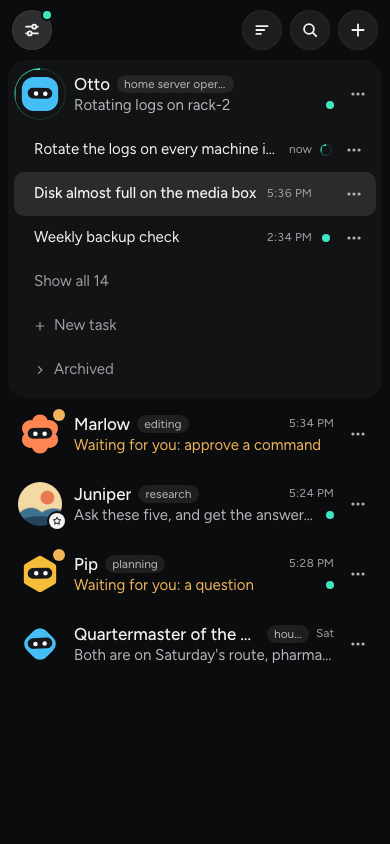 Otto home server oper...
Rotating logs on rack-2
Rotate the logs on every machine i... now
Disk almost full on the media box 5:36 PM
Weekly backup check 2:34 PM
Show all 14
+ New task
> Archived
Marlow editing 5:34 PM
Waiting for you: approve a command
Juniper research 5:24 PM
Ask these five, and get the answer...
Pip planning 5:28 PM
Waiting for you: a question
Quartermaster of the ... hou... Sat
Both are on Saturday's route, pharma...